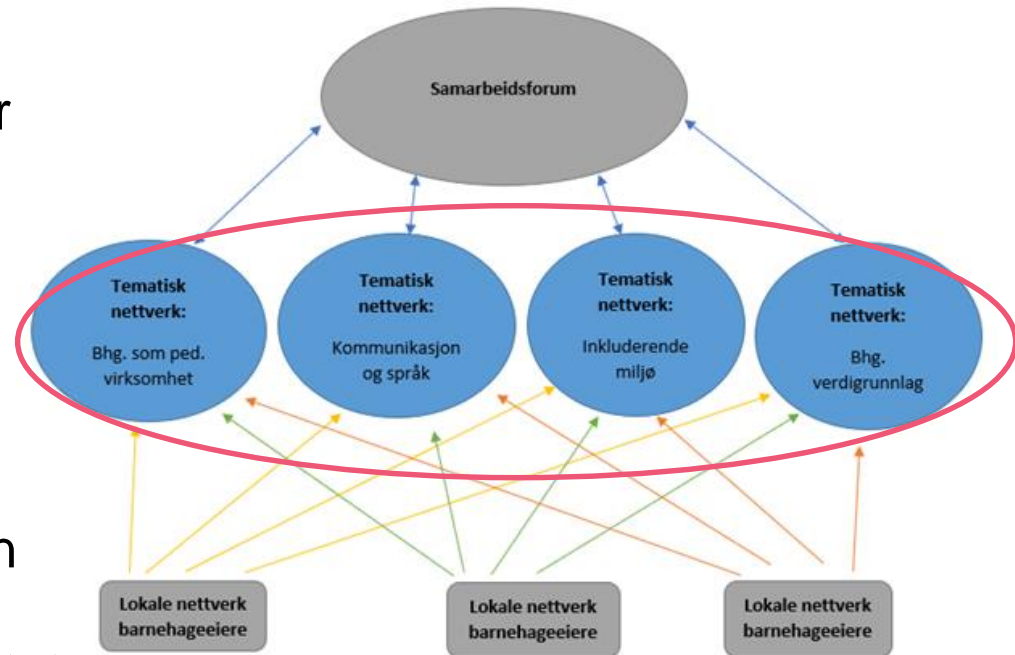 Samarbeidsforum
r
Tematisk
nettverk:
Bhg. som ped.
virksomhet
Tematisk
nettverk:
Kommunikasjon
og språk
Tematisk
nettverk:
Inkluderende
miljø
Tematisk
nettverk:
Bhg.
verdigrunnlag
n
Lokale nettverk
barnehageeiere
Lokale nettverk
barnehageeiere
Lokale nettverk
barnehageeiere